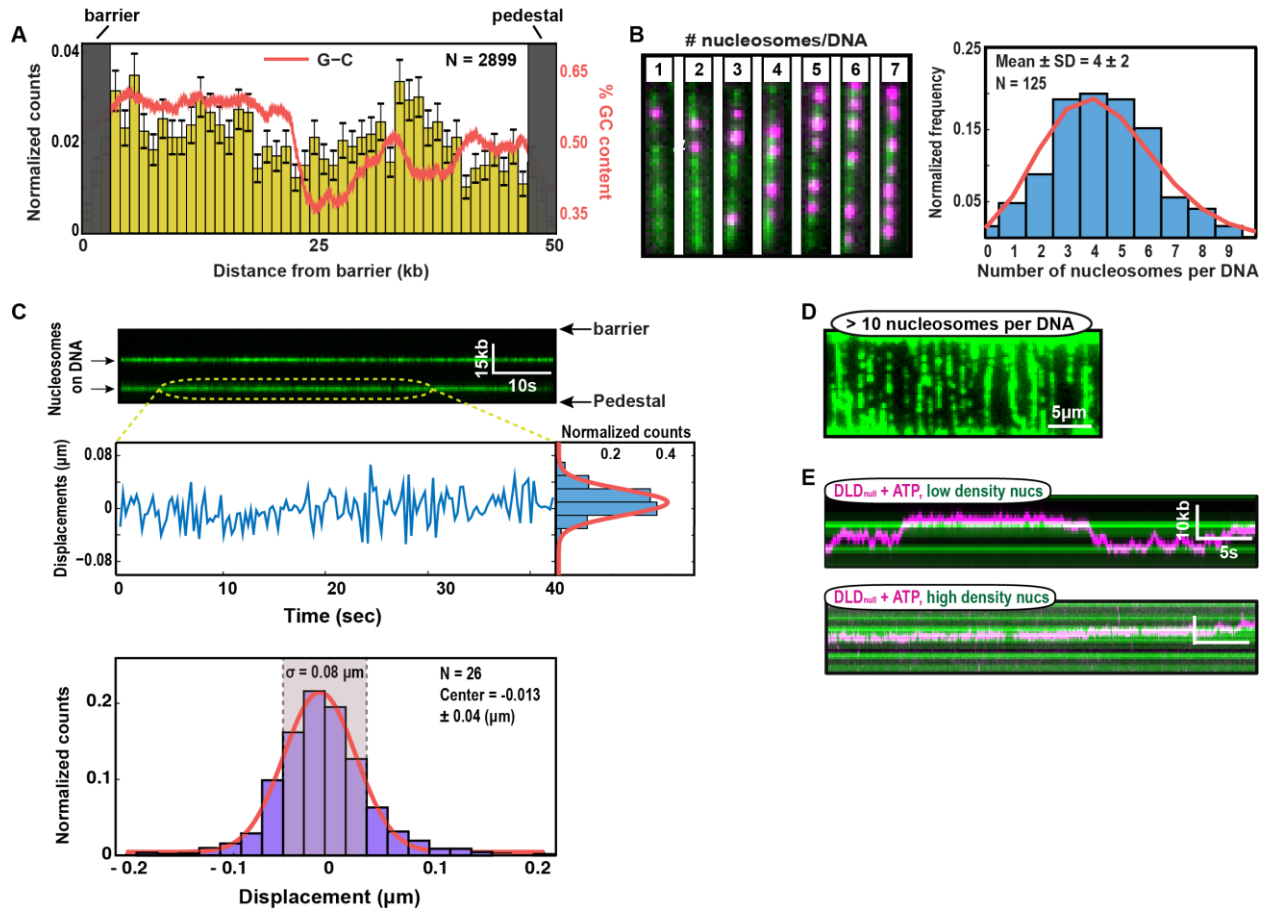 barrier
pedestal
A
Normalized counts
0.04
0.02
0
G–C
N = 2899
0.65
0.50
0.35
% GC content
0
25
50
Distance from barrier (kb)
B
# nucleosomes/DNA
1 2 3 4 5 6 7
Normalized frequency
0.25
0.15
0.05
Mean ± SD = 4 ± 2
N = 125
0 1 2 3 4 5 6 7 8 9
Number of nucleosomes per DNA
C
Nucleosomes
on DNA
barrier
15kb
10s
Pedestal
Displacements (µm)
0.08
0
−0.08
Normalized counts
0.2 0.4
0 10 20 30 40
Time (sec)
Normalized counts
0.2
0.1
0
σ = 0.08 µm
N = 26
Center = -0.013
± 0.04 (µm)
- 0.2 - 0.1 0 0.1 0.2
Displacement (µm)
D
> 10 nucleosomes per DNA
5µm
E
DLDnull + ATP, low density nucs
10kb
5s
DLDnull + ATP, high density nucs